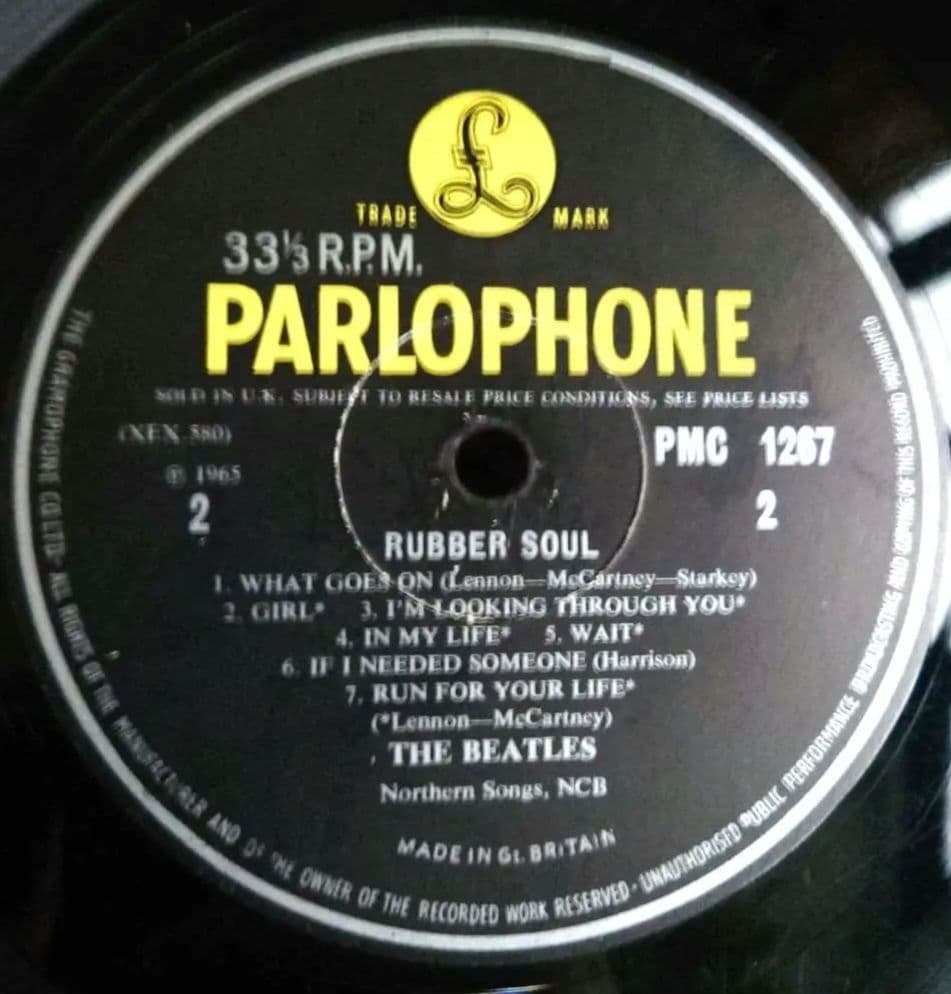 £
TRADE MARK
33⅓ R.P.M.
PARLOPHONE
SOLD IN U.K. SUBJECT TO RESALE PRICE CONDITIONS, SEE PRICE LISTS
(XEX 580) PMC 1267
℗ 1965
2 2
RUBBER SOUL
1. WHAT GOES ON (Lennon—McCartney—Starkey)
2. GIRL* 3. I'M LOOKING THROUGH YOU*
4. IN MY LIFE* 5. WAIT*
6. IF I NEEDED SOMEONE (Harrison)
7. RUN FOR YOUR LIFE*
(*Lennon—McCartney)
THE BEATLES
Northern Songs, NCB
MADE IN Gt. BRITAIN
THE GRAMOPHONE CO. LTD· ALL RIGHTS OF THE MANUFACTURER AND OF THE OWNER OF THE RECORDED WORK RESERVED · UNAUTHORISED PUBLIC PERFORMANCE BROADCASTING AND COPYING OF THIS RECORD PROHIBITED